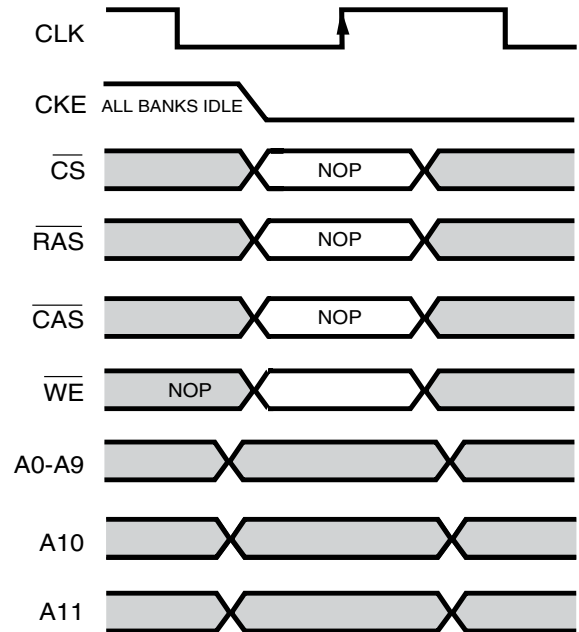 CLK
CKE ALL BANKS IDLE
CS NOP
RAS NOP
CAS NOP
WE NOP
A0-A9
A10
A11